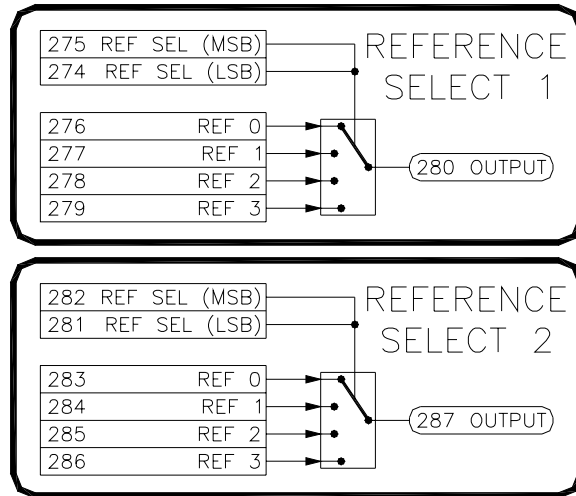 275 REF SEL (MSB)
274 REF SEL (LSB)
REFERENCE
SELECT 1
276 REF 0
277 REF 1
278 REF 2
279 REF 3
280 OUTPUT
282 REF SEL (MSB)
281 REF SEL (LSB)
REFERENCE
SELECT 2
283 REF 0
284 REF 1
285 REF 2
286 REF 3
287 OUTPUT